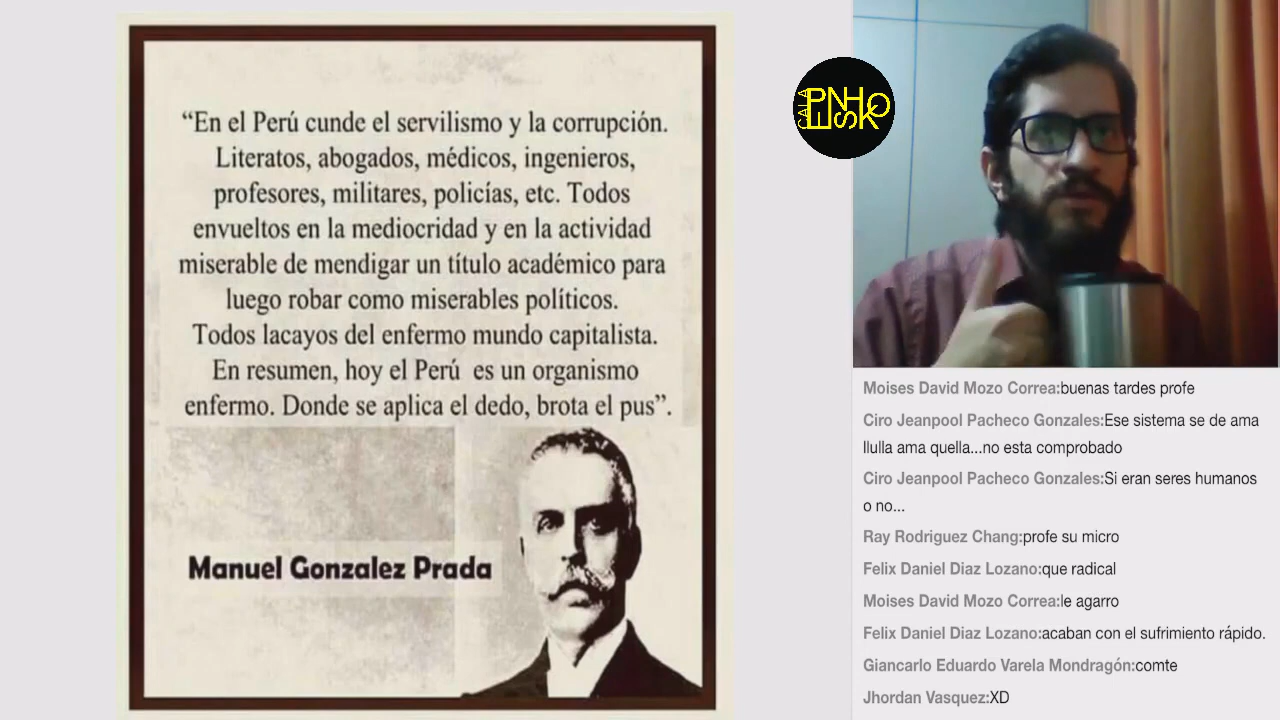 “En el Perú cunde el servilismo y la corrupción.
Literatos, abogados, médicos, ingenieros,
profesores, militares, policías, etc. Todos
envueltos en la mediocridad y en la actividad
miserable de mendigar un título académico para
luego robar como miserables políticos.
Todos lacayos del enfermo mundo capitalista.
En resumen, hoy el Perú es un organismo
enfermo. Donde se aplica el dedo, brota el pus”.
Manuel Gonzalez Prada
Moises David Mozo Correa:buenas tardes profe
Ciro Jeanpool Pacheco Gonzales:Ese sistema se de ama
llulla ama quella...no esta comprobado
Ciro Jeanpool Pacheco Gonzales:Si eran seres humanos
o no...
Ray Rodriguez Chang:profe su micro
Felix Daniel Diaz Lozano:que radical
Moises David Mozo Correa:le agarro
Felix Daniel Diaz Lozano:acaban con el sufrimiento rápido.
Giancarlo Eduardo Varela Mondragón:comte
Jhordan Vasquez:XD